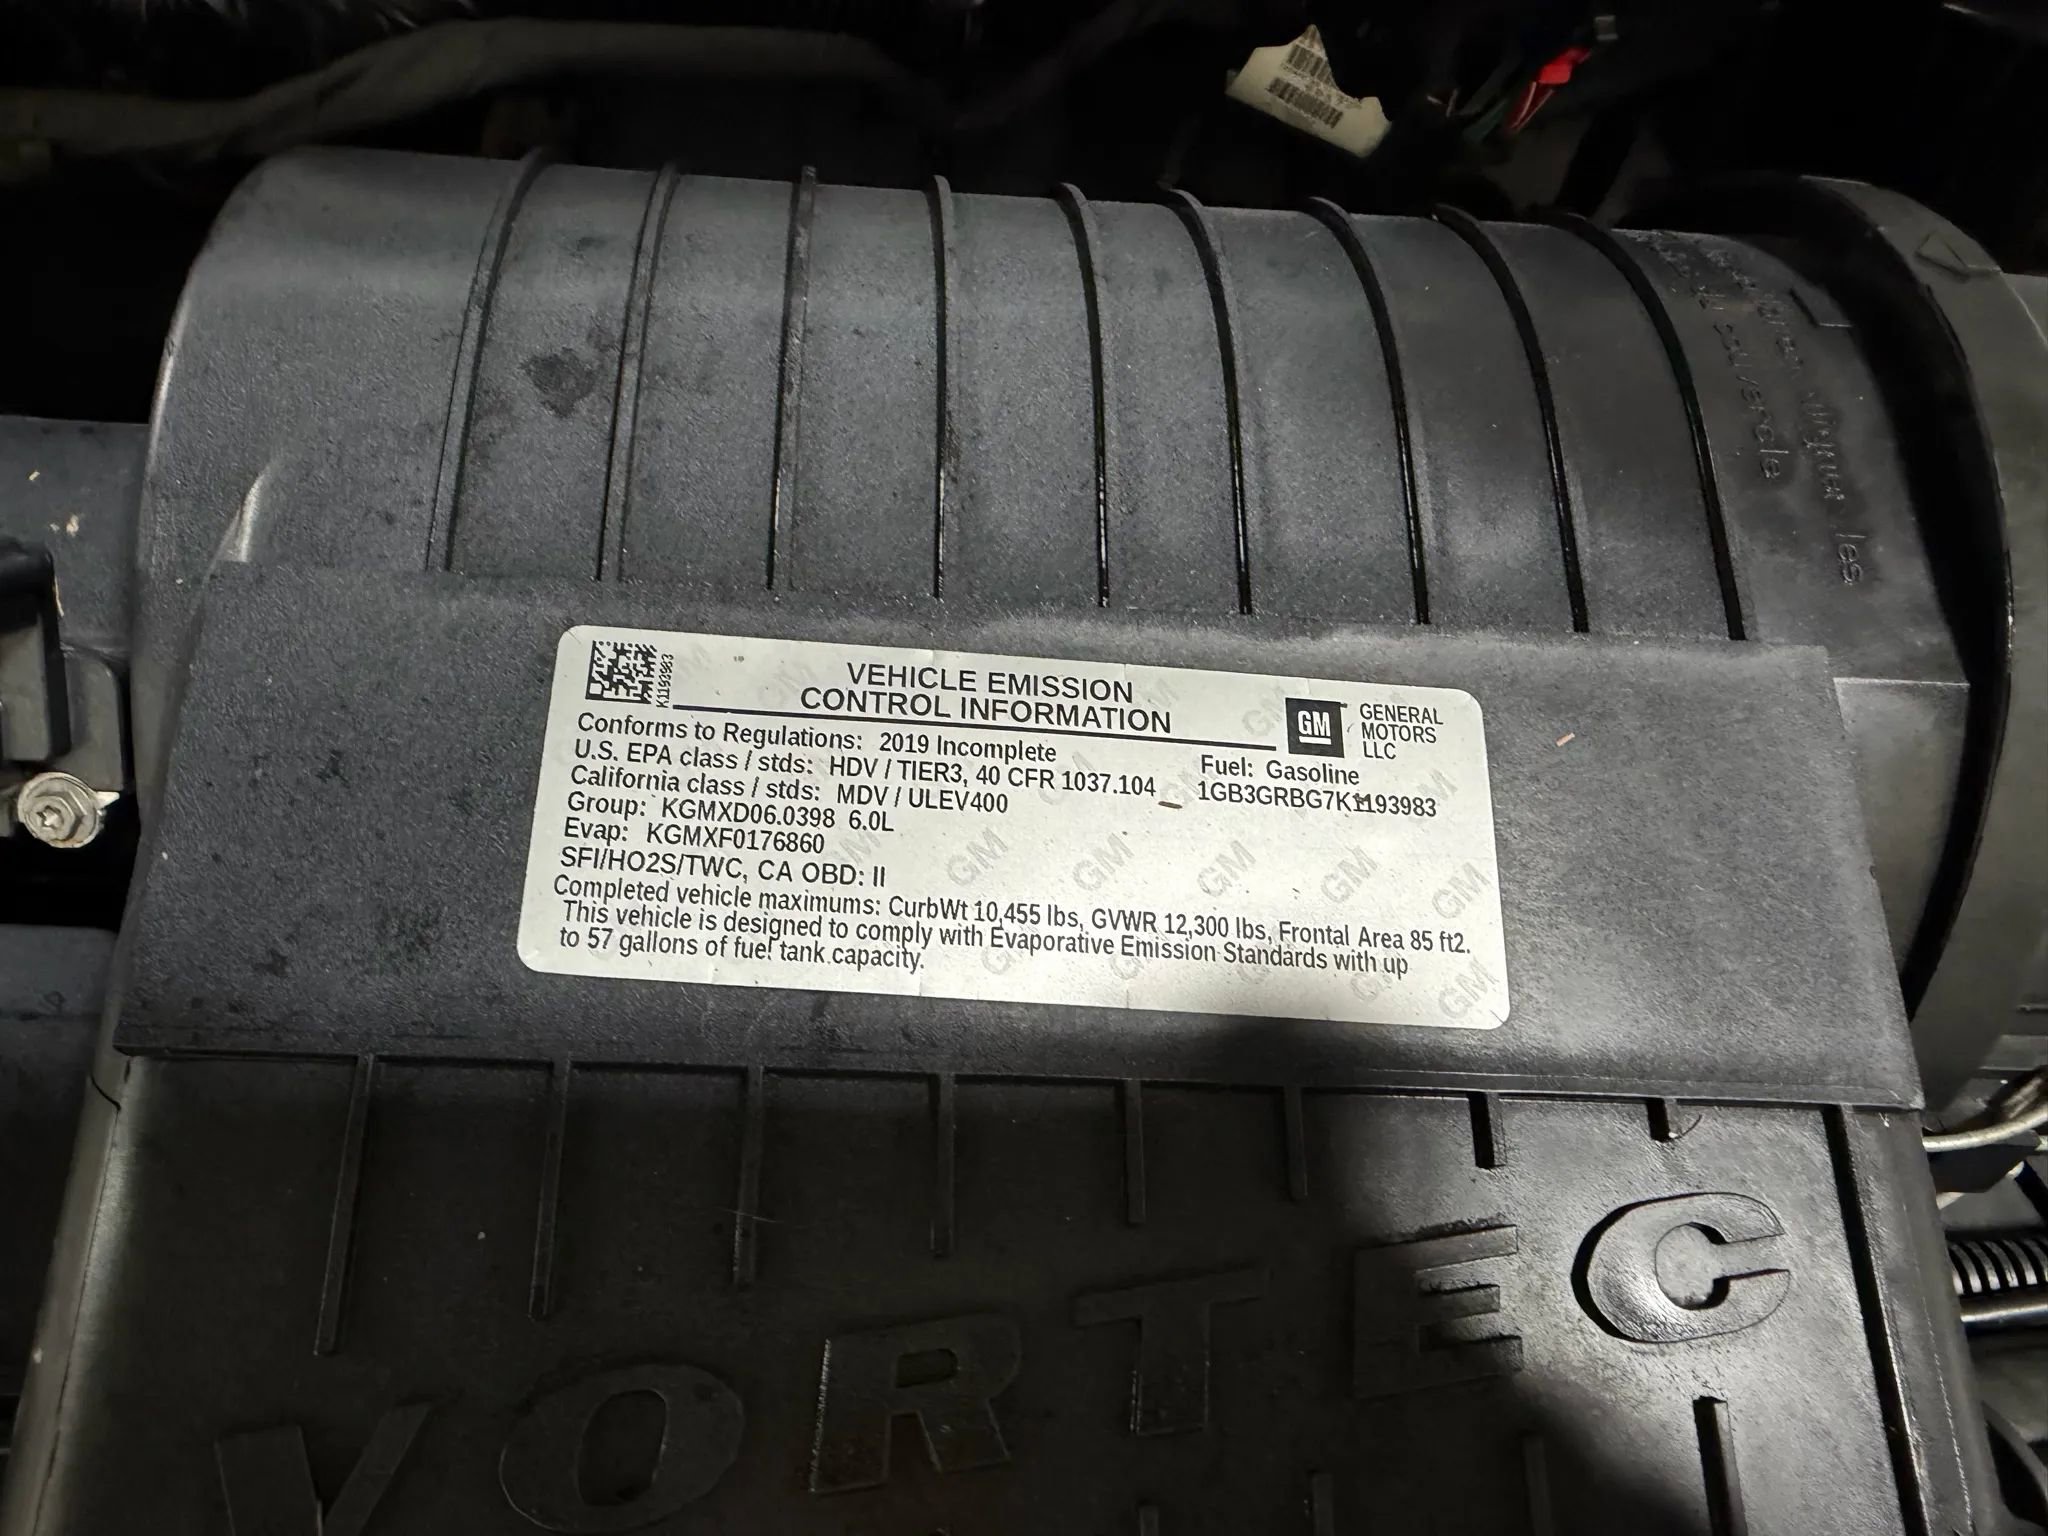 K1193983
VEHICLE EMISSION
CONTROL INFORMATION
GM
GENERAL
MOTORS
LLC
Conforms to Regulations: 2019 Incomplete
Fuel: Gasoline
U.S. EPA class / stds: HDV / TIER3, 40 CFR 1037.104
1GB3GRBG7K1193983
California class / stds: MDV / ULEV400
Group: KGMXD06.0398 6.0L
Evap: KGMXF0176860
SFI/HO2S/TWC, CA OBD: II
Completed vehicle maximums: CurbWt 10,455 lbs, GVWR 12,300 lbs, Frontal Area 85 ft2.
This vehicle is designed to comply with Evaporative Emission Standards with up
to 57 gallons of fuel tank capacity.
VORTEC